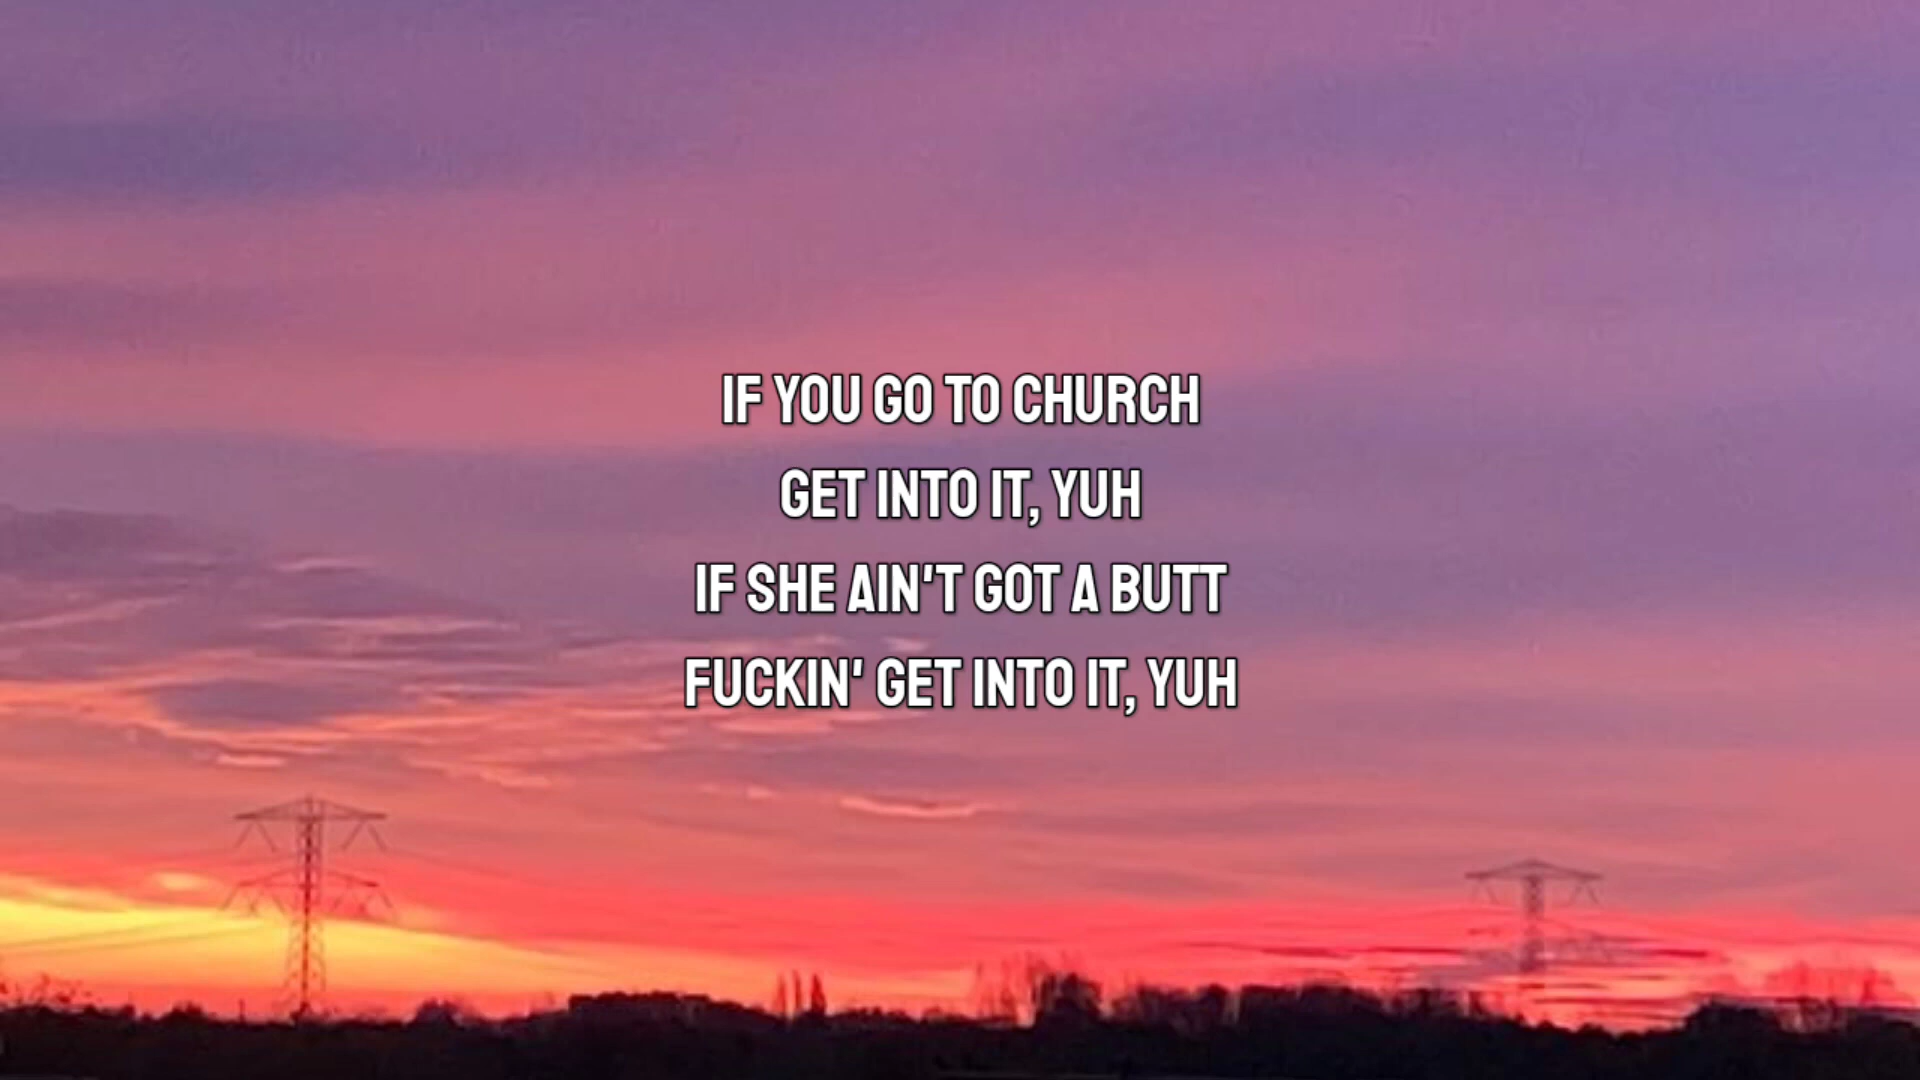 IF YOU GO TO CHURCH
GET INTO IT, YUH
IF SHE AIN'T GOT A BUTT
FUCKIN' GET INTO IT, YUH